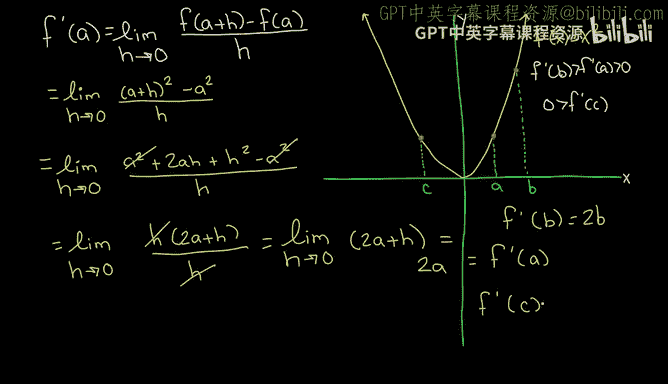 GPT中英字幕课程资源@bilibili.com
GPT中英字幕课程资源 bilibili
f'(a) = lim h→0 f(a+h) - f(a) / h
= lim h→0 (a+h)² - a² / h
= lim h→0 a² + 2ah + h² - a² / h
= lim h→0 h(2a+h) / h = lim h→0 (2a+h) = 2a = f'(a)
y
f'(b) > f'(a) > 0
0 > f'(c)
c a b x
f'(b) = 2b
f'(c)